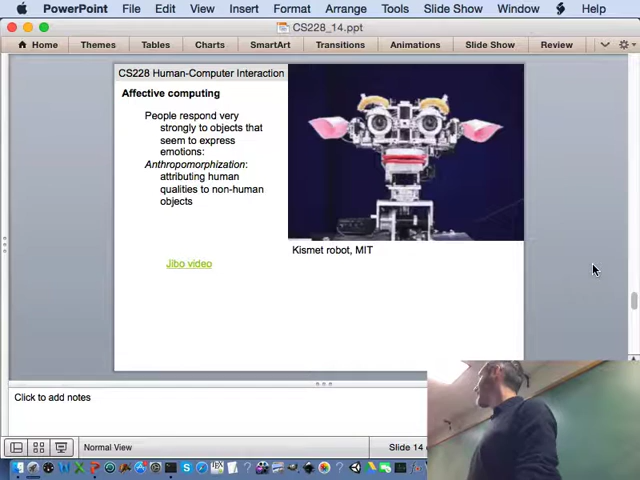 PowerPoint File Edit View Insert Format Arrange Tools Slide Show Window Help
CS228_14.ppt
Home Themes Tables Charts SmartArt Transitions Animations Slide Show Review
CS228 Human-Computer Interaction
Affective computing
People respond very
strongly to objects that
seem to express
emotions:
Anthropomorphization:
attributing human
qualities to non-human
objects
Kismet robot, MIT
Jibo video
Click to add notes
Normal View
Slide 14